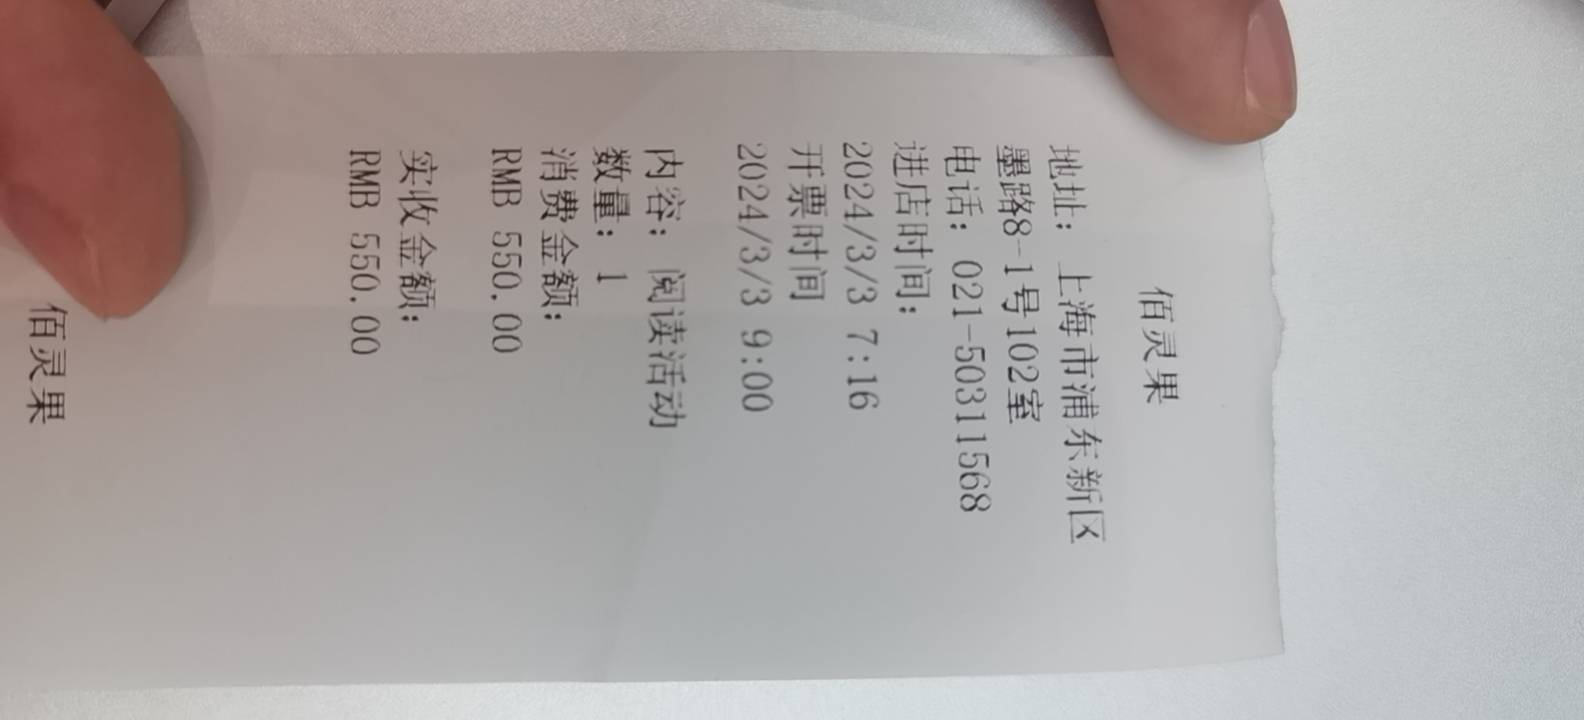 佰灵果
地址： 上海市浦东新区
墨路8-1号102室
电话： 021-50311568
进店时间：
2024/3/3 7:16
开票时间
2024/3/3 9:00
内容： 阅读活动
数量： 1
消费金额：
RMB 550.00
实收金额：
RMB 550.00
佰灵果